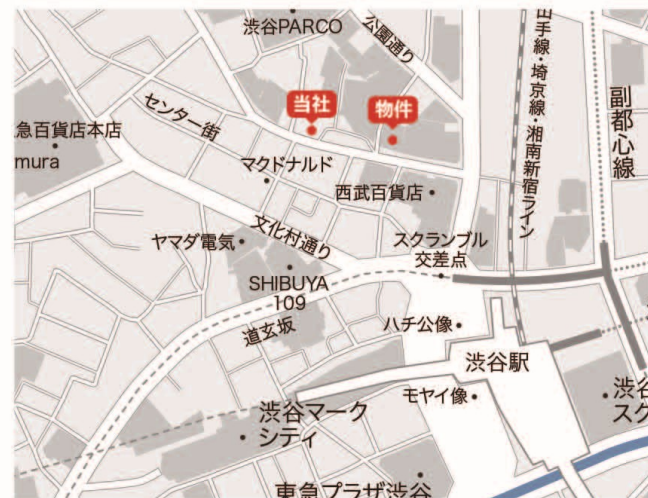 渋谷PARCO
公園通り
山手線・埼京線・湘南新宿ライン
副都心線
当社
物件
センター街
急百貨店本店
mura
マクドナルド
西武百貨店
文化村通り
ヤマダ電気
スクランブル
交差点
SHIBUYA
109
道玄坂
ハチ公像
渋谷駅
モヤイ像
渋谷マーク
シティ
渋谷
スク
東急プラザ渋谷